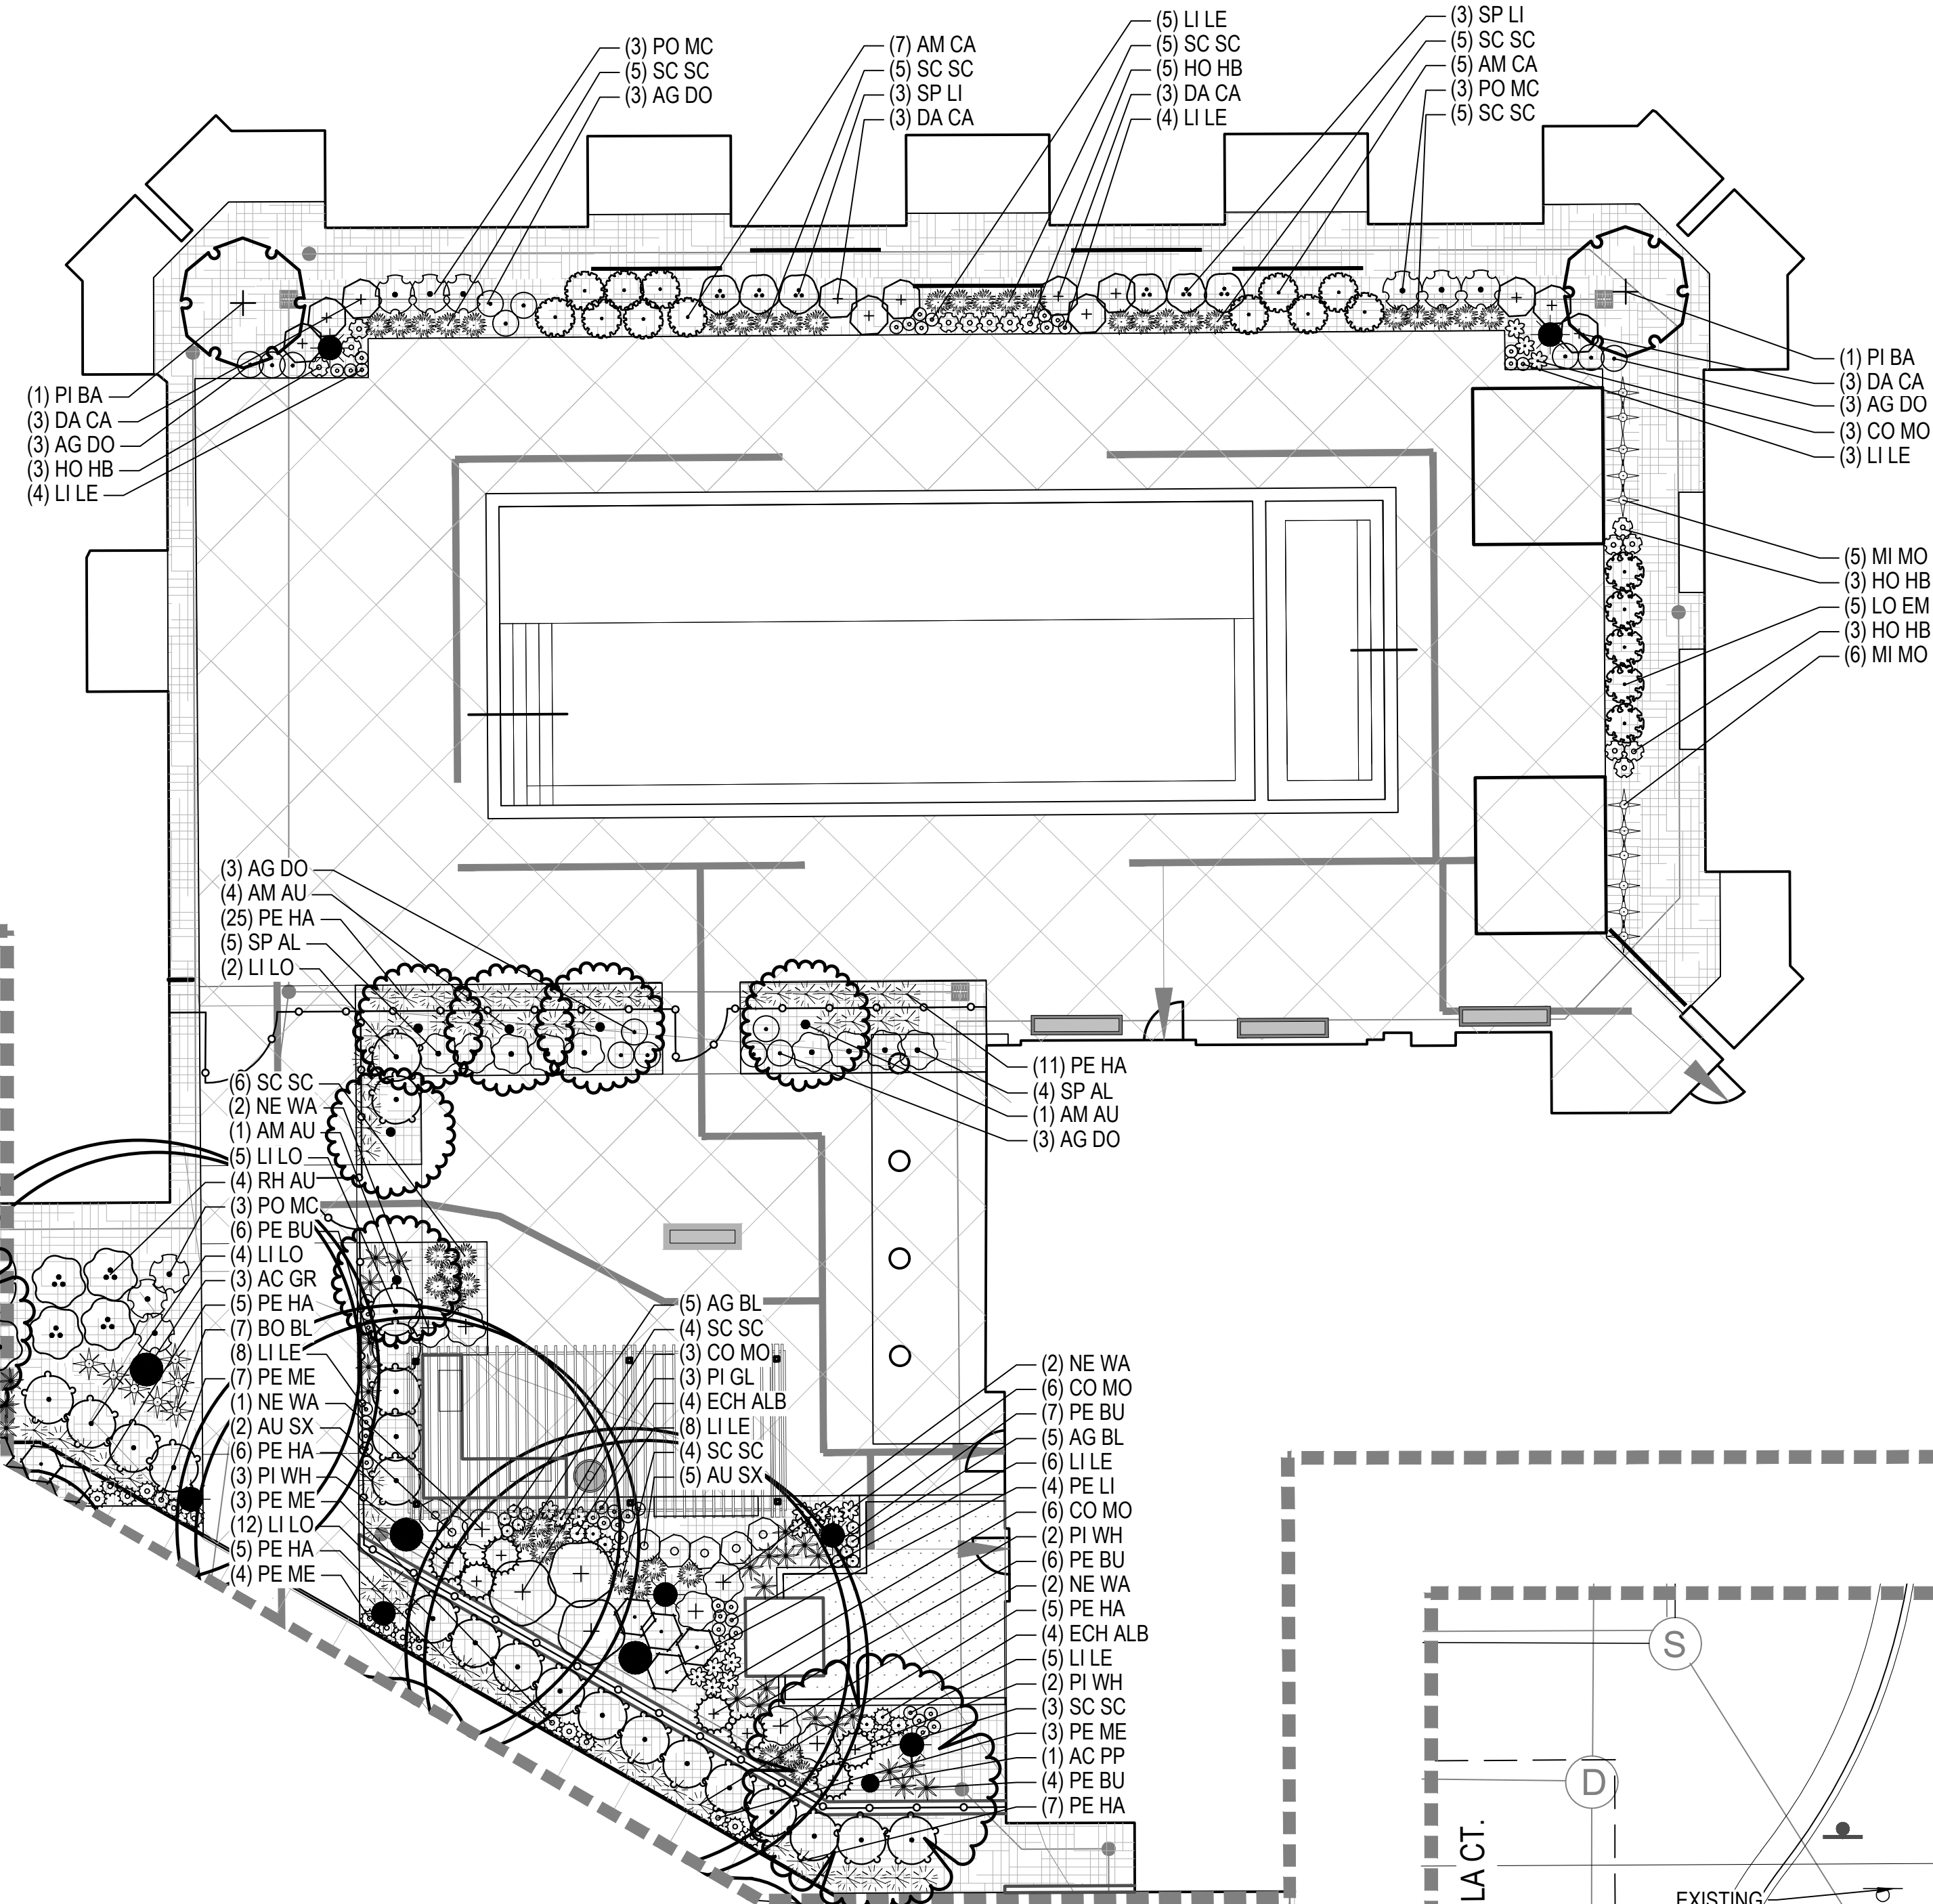 (3) PO MC
(5) SC SC
(3) AG DO
(7) AM CA
(5) SC SC
(3) SP LI
(3) DA CA
(5) LI LE
(5) SC SC
(5) HO HB
(3) DA CA
(4) LI LE
(3) SP LI
(5) SC SC
(5) AM CA
(3) PO MC
(5) SC SC
(1) PI BA
(3) DA CA
(3) AG DO
(3) HO HB
(4) LI LE
(1) PI BA
(3) DA CA
(3) AG DO
(3) CO MO
(3) LI LE
(5) MI MO
(3) HO HB
(5) LO EM
(3) HO HB
(6) MI MO
(3) AG DO
(4) AM AU
(25) PE HA
(5) SP AL
(2) LI LO
(11) PE HA
(4) SP AL
(1) AM AU
(3) AG DO
(6) SC SC
(2) NE WA
(1) AM AU
(5) LI LO
(4) RH AU
(3) PO MC
(6) PE BU
(4) LI LO
(3) AC GR
(5) PE HA
(7) BO BL
(8) LI LE
(7) PE ME
(1) NE WA
(2) AU SX
(6) PE HA
(3) PI WH
(3) PE ME
(12) LI LO
(5) PE HA
(4) PE ME
(5) AG BL
(4) SC SC
(3) CO MO
(3) PI GL
(4) ECH ALB
(8) LI LE
(4) SC SC
(5) AU SX
(2) NE WA
(6) CO MO
(7) PE BU
(5) AG BL
(6) LI LE
(4) PE LI
(6) CO MO
(2) PI WH
(6) PE BU
(2) NE WA
(5) PE HA
(4) ECH ALB
(5) LI LE
(2) PI WH
(3) SC SC
(3) PE ME
(1) AC PP
(4) PE BU
(7) PE HA
S
D
LA CT.
EXISTING